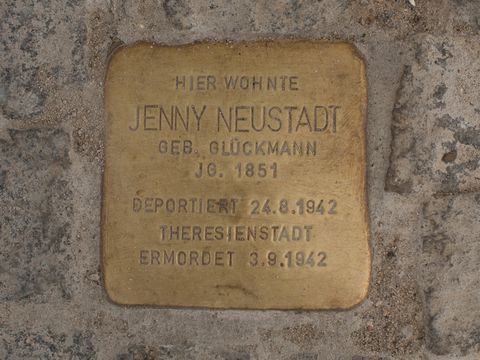 HIER WOHNTE
JENNY NEUSTADT
GEB. GLÜCKMANN
JG. 1851
DEPORTIERT 24.8.1942
THERESIENSTADT
ERMORDET 3.9.1942